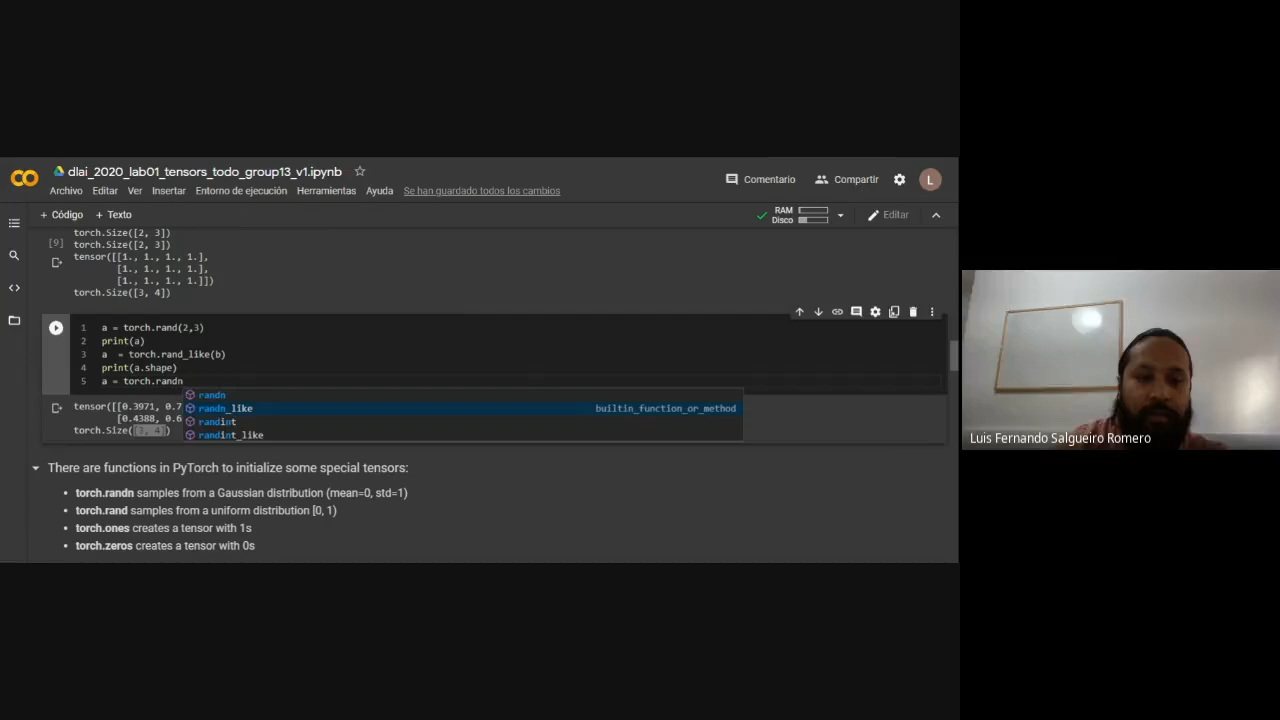 dlai_2020_lab01_tensors_todo_group13_v1.ipynb
Archivo Editar Ver Insertar Entorno de ejecución Herramientas Ayuda Se han guardado todos los cambios
Comentario Compartir L
+ Código + Texto
RAM
Disco
Editar
torch.Size([2, 3])
[9] torch.Size([2, 3])
tensor([[1., 1., 1., 1.],
[1., 1., 1., 1.],
[1., 1., 1., 1.]])
torch.Size([3, 4])
1 a = torch.rand(2,3)
2 print(a)
3 a = torch.rand_like(b)
4 print(a.shape)
5 a = torch.randn
randn
randn_like builtin_function_or_method
randint
randint_like
tensor([[0.3971, 0.7
[0.4388, 0.6
torch.Size([3, 4])
There are functions in PyTorch to initialize some special tensors:
• torch.randn samples from a Gaussian distribution (mean=0, std=1)
• torch.rand samples from a uniform distribution [0, 1)
• torch.ones creates a tensor with 1s
• torch.zeros creates a tensor with 0s
Luis Fernando Salgueiro Romero